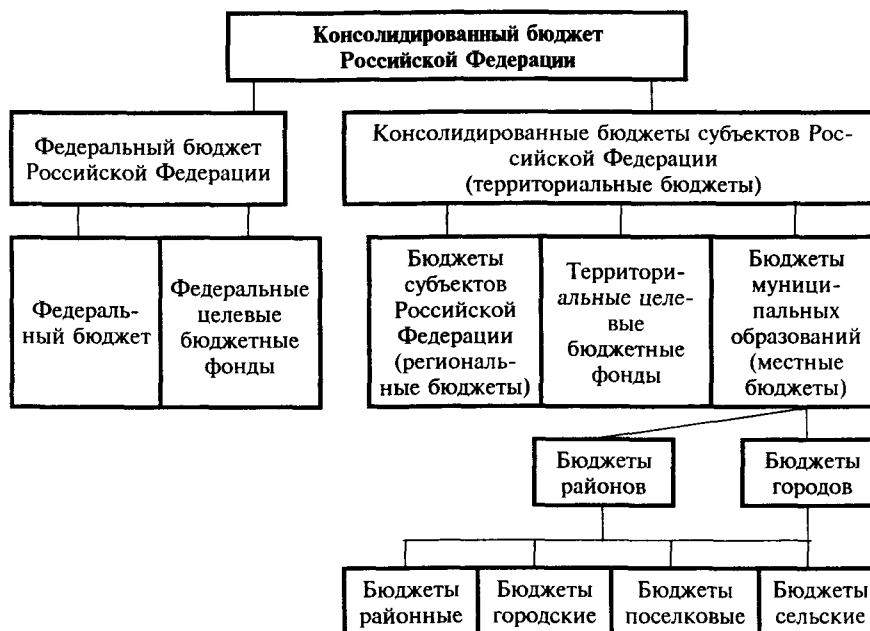 Консолидированный бюджет
Российской Федерации
Федеральный бюджет
Российской Федерации
Консолидированные бюджеты субъектов Рос-
сийской Федерации
(территориальные бюджеты)
Федераль-
ный бюджет
Федеральные
целевые
бюджетные
фонды
Бюджеты
субъектов
Российской
Федерации
(региональ-
ные бюджеты)
Территори-
альные целе-
вые
бюджетные
фонды
Бюджеты
муници-
пальных
образований
(местные
бюджеты)
Бюджеты
районов
Бюджеты
городов
Бюджеты
районные
Бюджеты
городские
Бюджеты
поселковые
Бюджеты
сельские